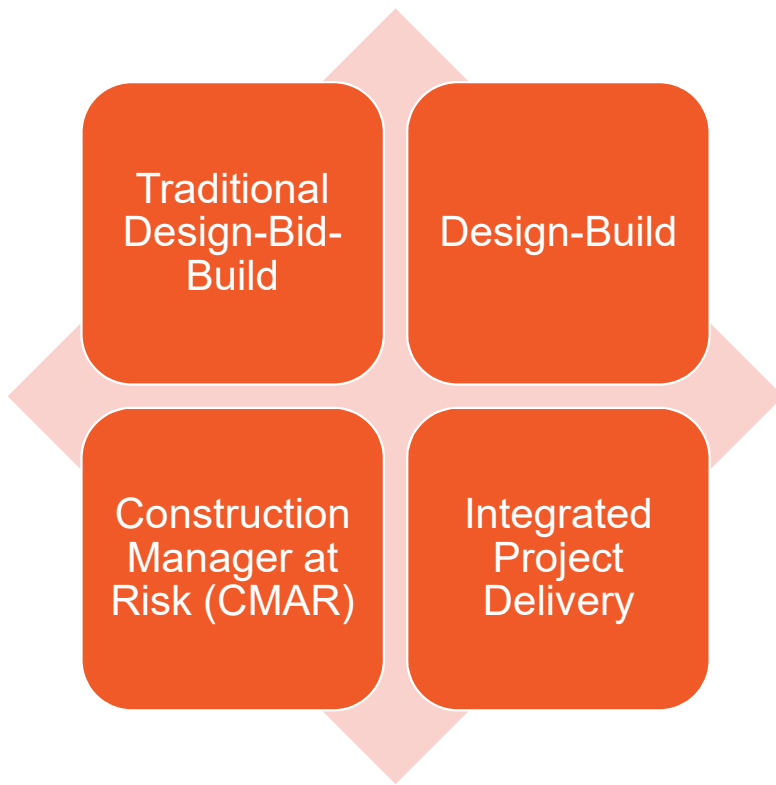 Traditional
Design-Bid-
Build
Design-Build
Construction
Manager at
Risk (CMAR)
Integrated
Project
Delivery